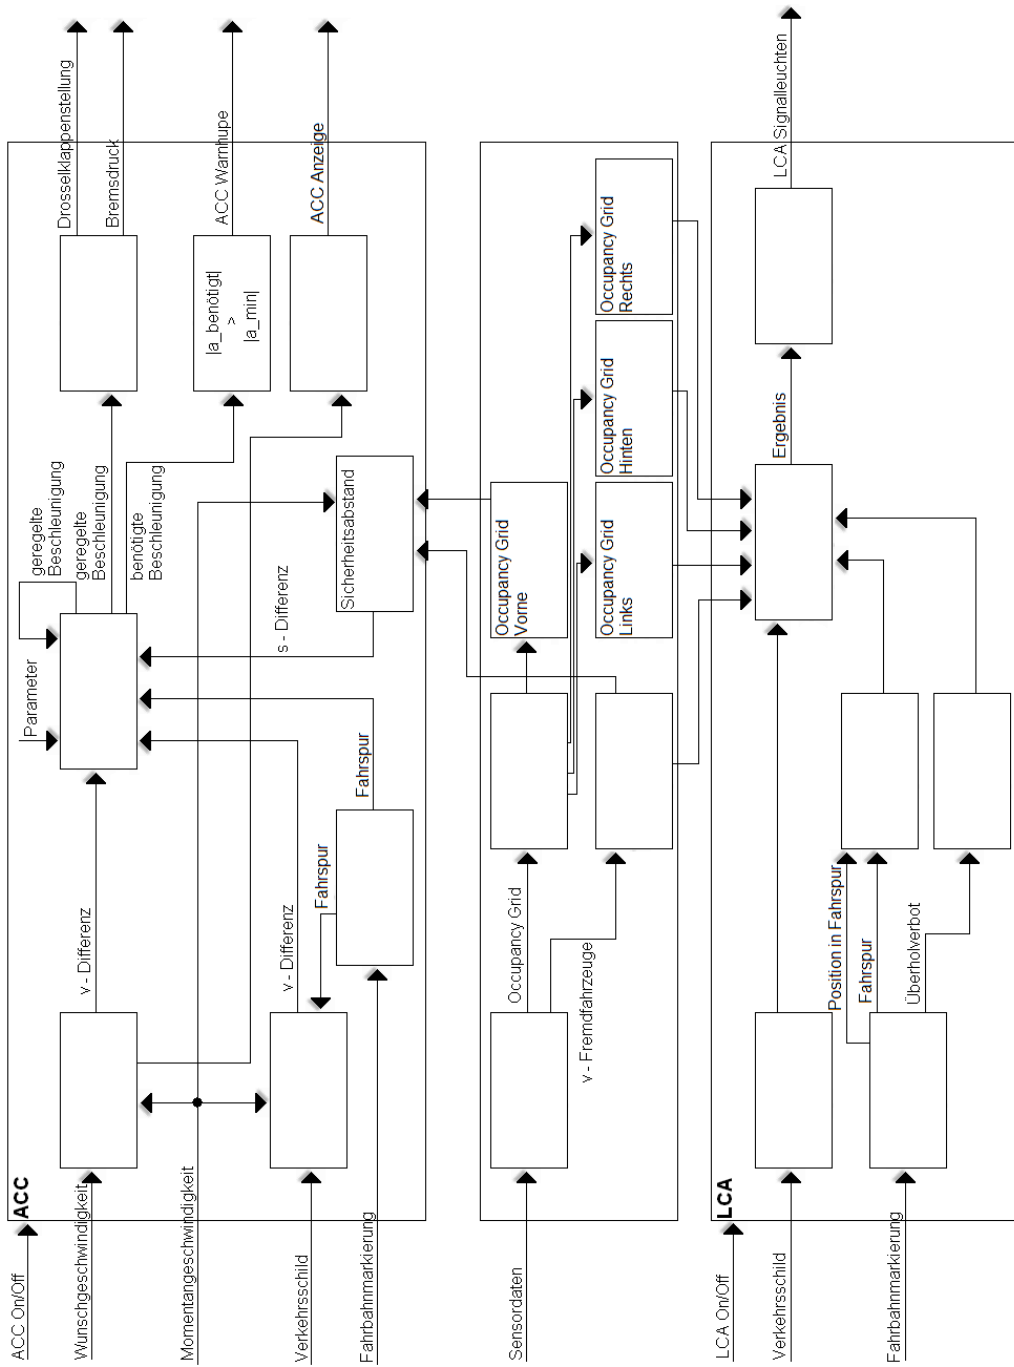 ACC
ACC On/Off
Wunschgeschwindigkeit
Momentangeschwindigkeit
Verkehrsschild
Fahrbahnmarkierung
v - Differenz
v - Differenz
Fahrspur
Fahrspur
Parameter
geregelte
Beschleunigung
geregelte
Beschleunigung
benötigte
Beschleunigung
s - Differenz
Sicherheitsabstand
|a_benötigt|
>
|a_min|
Drosselklappenstellung
Bremsdruck
ACC Warnhupe
ACC Anzeige
Sensordaten
Occupancy Grid
v - Fremdfahrzeuge
Occupancy Grid
Vorne
Occupancy Grid
Links
Occupancy Grid
Hinten
Occupancy Grid
Rechts
LCA
LCA On/Off
Verkehrsschild
Fahrbahnmarkierung
Position in Fahrspur
Fahrspur
Überholverbot
Ergebnis
LCA Signalleuchten